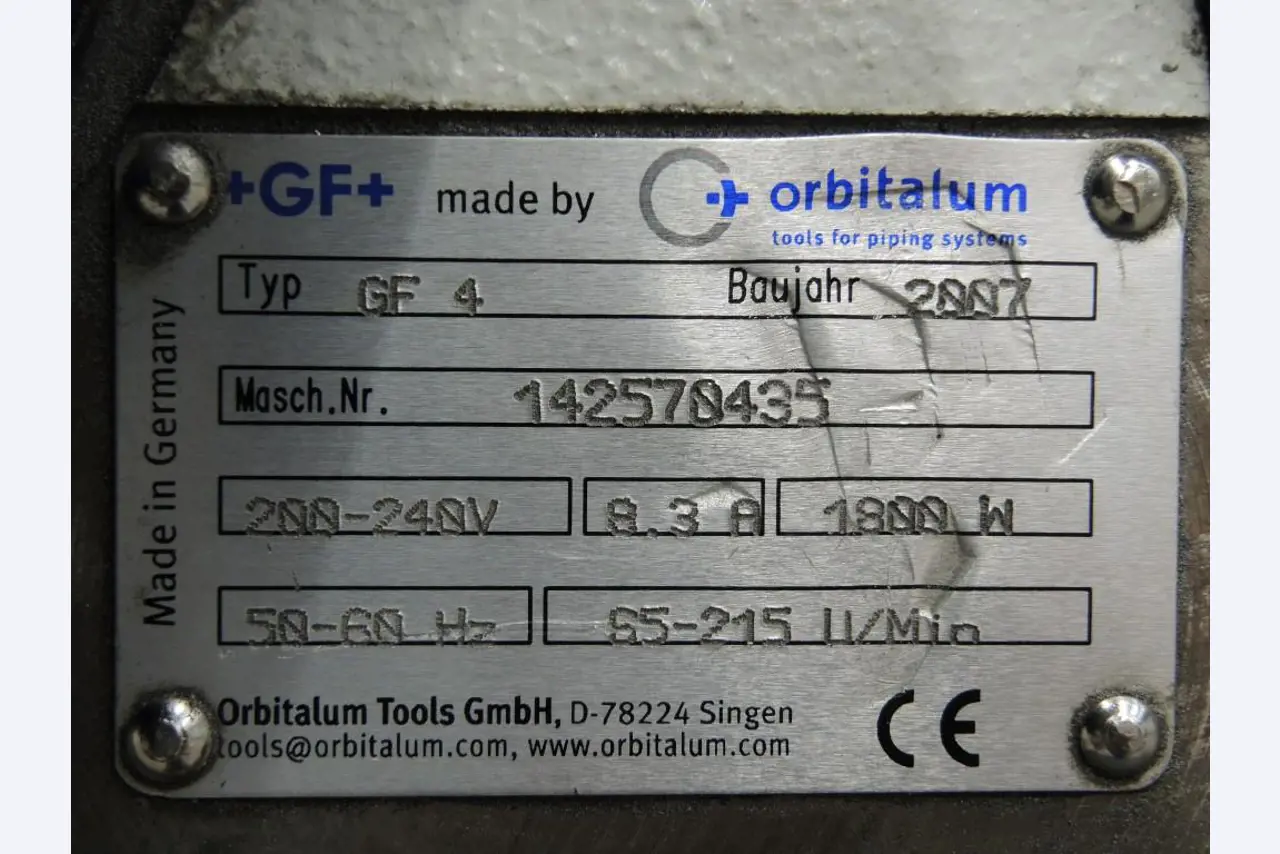 +GF+ made by orbitalum
tools for piping systems
Typ GF 4 Baujahr 2007
Masch.Nr. 142570435
200-240V 8.3 A 1800 W
50-60 Hz 65-215 U/Min
Orbitalum Tools GmbH, D-78224 Singen
tools@orbitalum.com, www.orbitalum.com
CE
Made in Germany